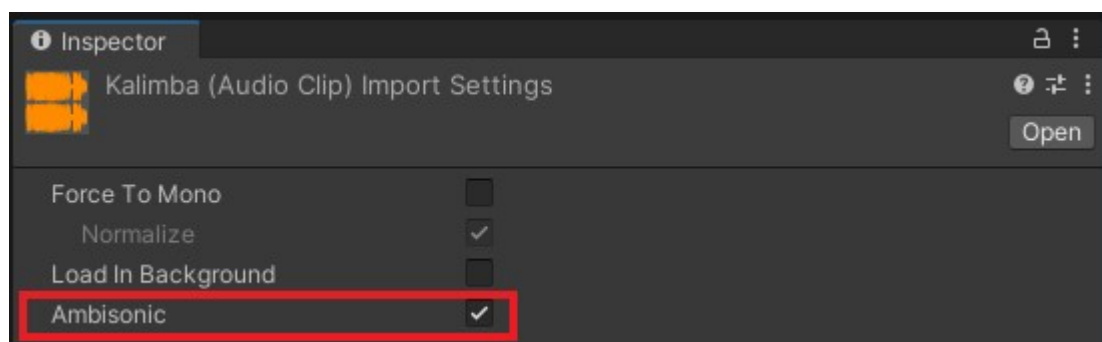 Inspector
Kalimba (Audio Clip) Import Settings
Open
Force To Mono
Normalize
Load In Background
Ambisonic